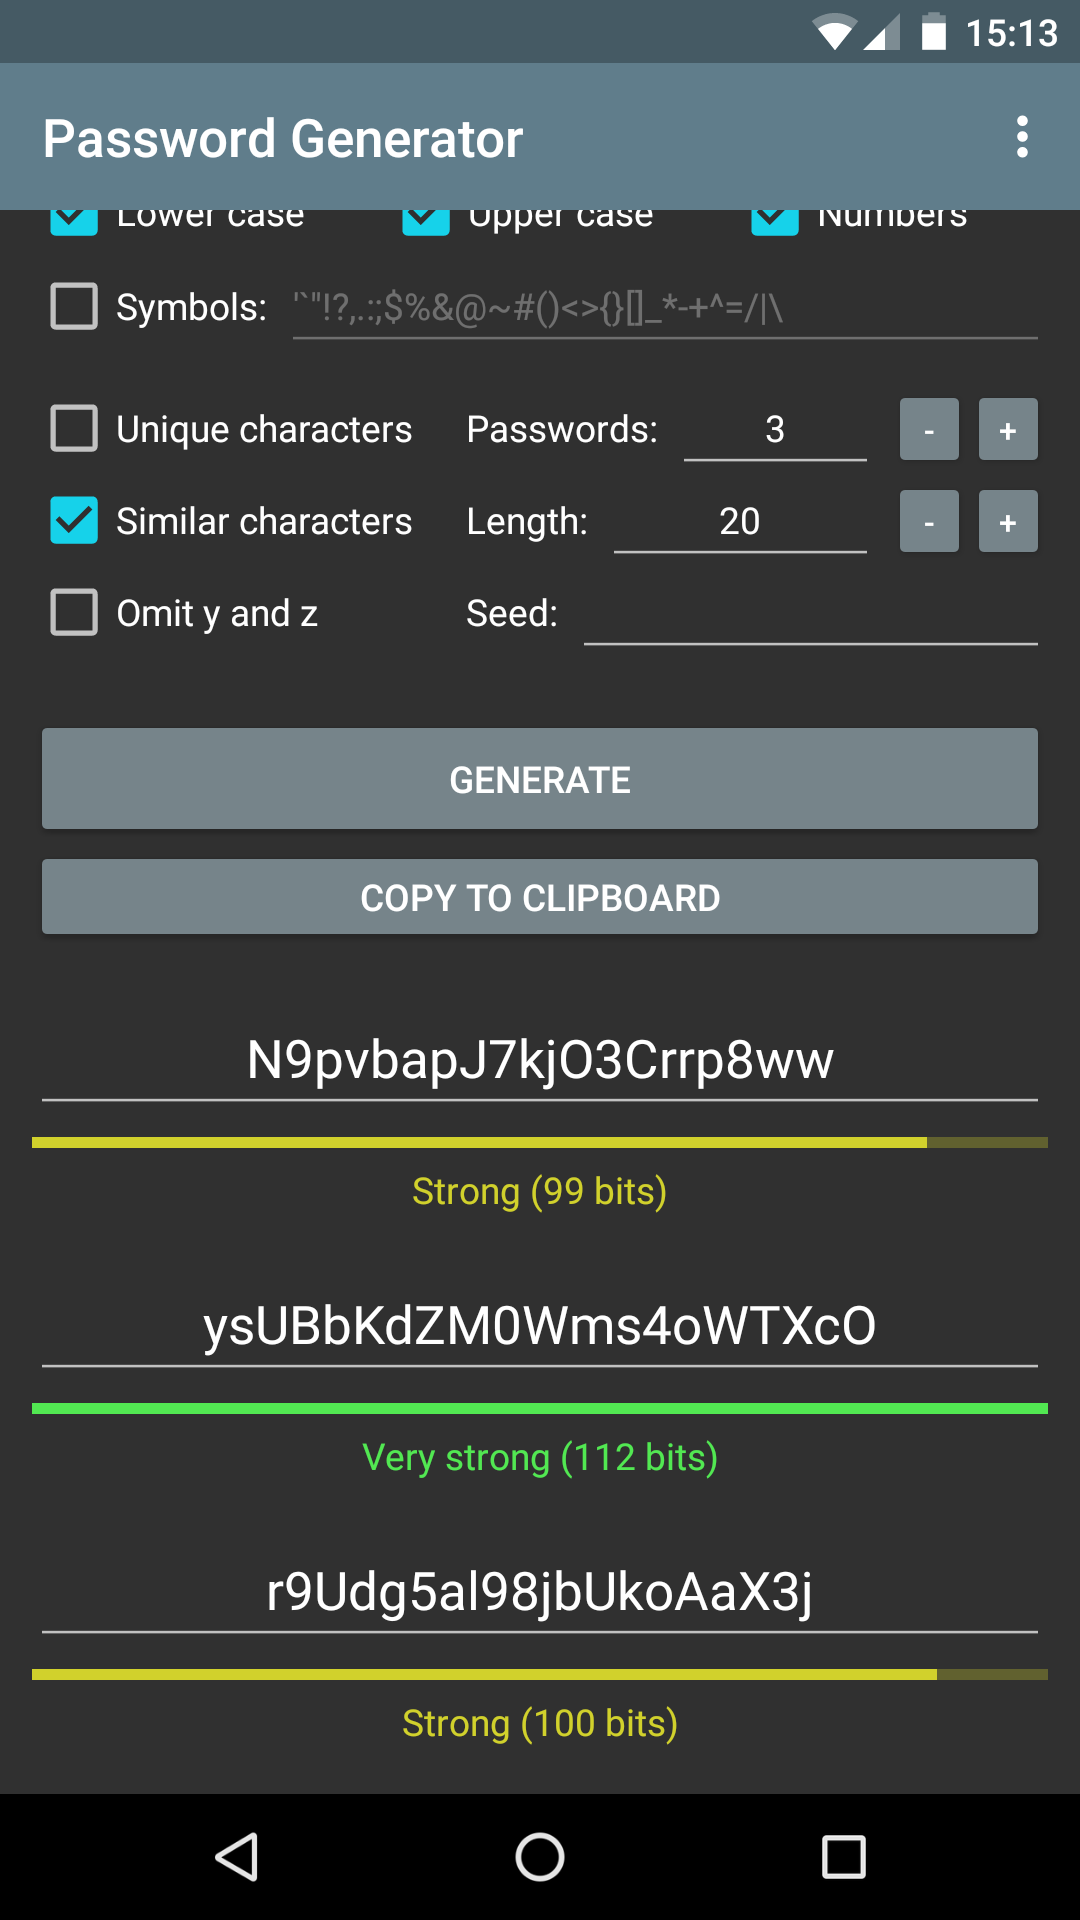 15:13
Password Generator
Lower case Upper case Numbers
Symbols: '`"!?,.:;$%&@~#()<>{}[]_*-+^=/|\
Unique characters Passwords: 3 - +
Similar characters Length: 20 - +
Omit y and z Seed:
GENERATE
COPY TO CLIPBOARD
N9pvbapJ7kjO3Crrp8ww
Strong (99 bits)
ysUBbKdZM0Wms4oWTXcO
Very strong (112 bits)
r9Udg5al98jbUkoAaX3j
Strong (100 bits)